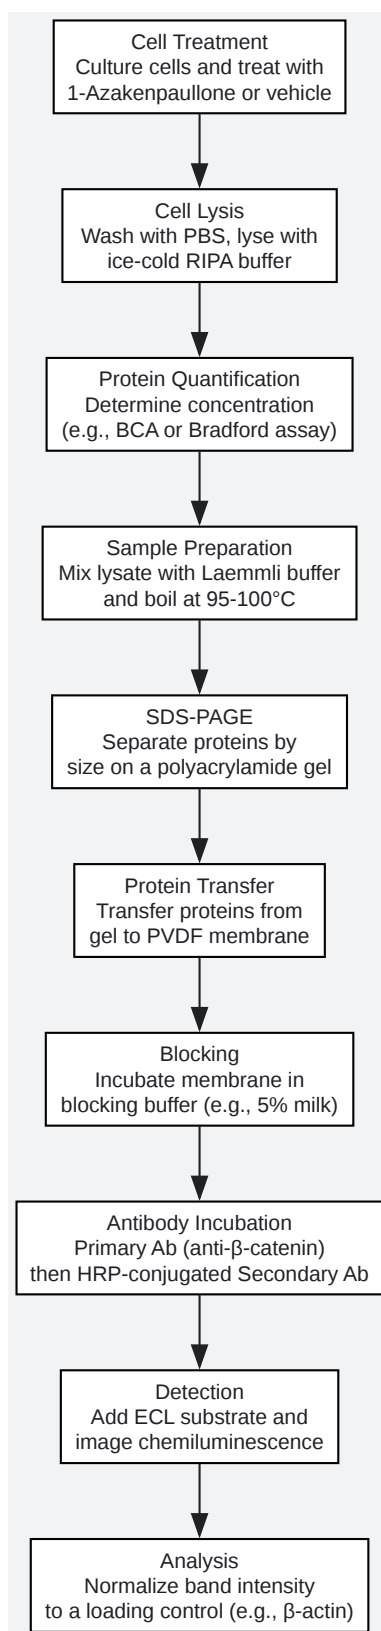 Cell Treatment
Culture cells and treat with
1-Azakenpaullone or vehicle
Cell Lysis
Wash with PBS, lyse with
ice-cold RIPA buffer
Protein Quantification
Determine concentration
(e.g., BCA or Bradford assay)
Sample Preparation
Mix lysate with Laemmli buffer
and boil at 95-100°C
SDS-PAGE
Separate proteins by
size on a polyacrylamide gel
Protein Transfer
Transfer proteins from
gel to PVDF membrane
Blocking
Incubate membrane in
blocking buffer (e.g., 5% milk)
Antibody Incubation
Primary Ab (anti-β-catenin)
then HRP-conjugated Secondary Ab
Detection
Add ECL substrate and
image chemiluminescence
Analysis
Normalize band intensity
to a loading control (e.g., β-actin)